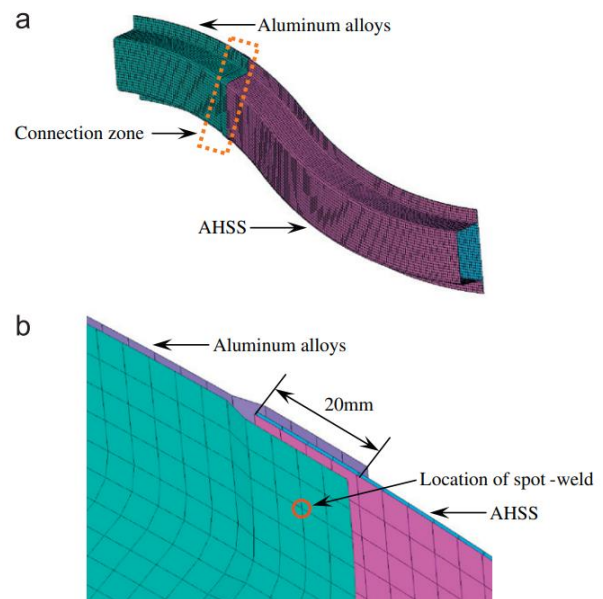 a
Aluminum alloys
Connection zone
AHSS
b
Aluminum alloys
20mm
Location of spot -weld
AHSS